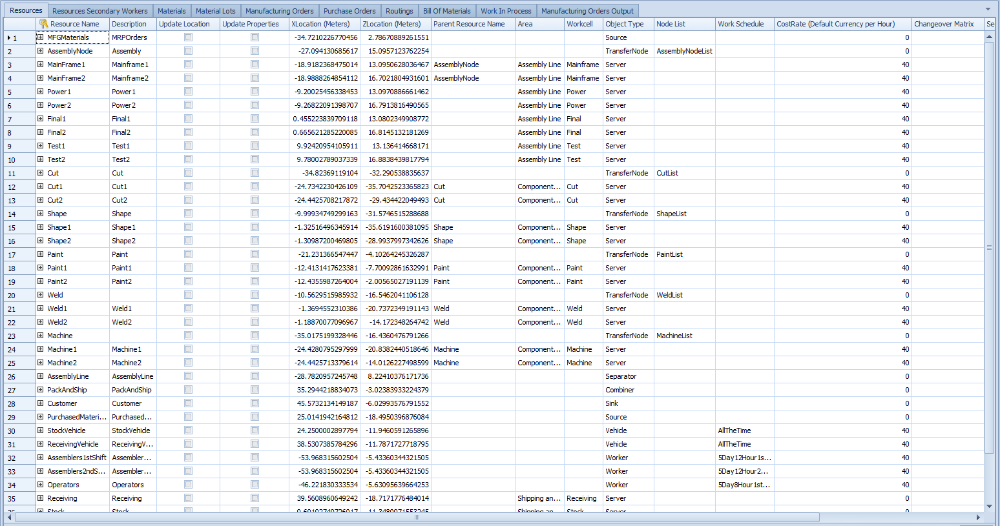 Resources Resources Secondary Workers Materials Material Lots Manufacturing Orders Purchase Orders Routings Bill Of Materials Work In Process Manufacturing Orders Output
Resource Name Description Update Location Update Properties XLocation (Meters) ZLocation (Meters) Parent Resource Name Area Workcell Object Type Node List Work Schedule CostRate (Default Currency per Hour) Changeover Matrix Se
1 MFGMaterials MRPOrders -34.7210226770456 2.78670889261551 Source 0
2 AssemblyNode Assembly -27.094130685617 15.0957123762254 TransferNode AssemblyNodeList 0
3 MainFrame1 Mainframe1 -18.9182368475014 13.0950628036467 AssemblyNode Assembly Line Mainframe Server 40
4 MainFrame2 Mainframe2 -18.9888264854112 16.7021804931601 AssemblyNode Assembly Line Mainframe Server 40
5 Power1 Power1 -9.20025456338453 13.0970886661462 Assembly Line Power Server 40
6 Power2 Power2 -9.26822091398707 16.7913816490565 Assembly Line Power Server 40
7 Final1 Final1 0.455223839709118 13.0802349908772 Assembly Line Final Server 40
8 Final2 Final2 0.665621285220085 16.8145132181269 Assembly Line Final Server 40
9 Test1 Test1 9.92420954105911 13.136414668171 Assembly Line Test Server 40
10 Test2 Test2 9.78002789037339 16.8838439817794 Assembly Line Test Server 40
11 Cut Cut -34.82369119104 -32.290538835637 TransferNode CutList 0
12 Cut1 Cut1 -24.7342230426109 -35.7042523365823 Cut Component... Cut Server 40
13 Cut2 Cut2 -24.4425708217872 -29.434422049493 Cut Component... Cut Server 40
14 Shape Shape -9.99934749299163 -31.5746515288688 TransferNode ShapeList 0
15 Shape1 Shape1 -1.32516496345914 -35.6191600381095 Shape Component... Shape Server 40
16 Shape2 Shape2 -1.30987200469805 -28.9937997342626 Shape Component... Shape Server 40
17 Paint Paint -21.231366547447 -4.10264245326287 TransferNode PaintList 0
18 Paint1 Paint1 -12.4131417623381 -7.70092861632991 Paint Component... Paint Server 40
19 Paint2 Paint2 -12.4355987264004 -2.00565027191139 Paint Component... Paint Server 40
20 Weld -10.5629515985932 -16.5462041106128 TransferNode WeldList 0
21 Weld1 Weld1 -1.3694552310386 -20.7372349191143 Weld Component... Weld Server 40
22 Weld2 Weld2 -1.18870077096967 -14.172348264742 Weld Component... Weld Server 40
23 Machine -35.0175199328446 -16.4360476791266 TransferNode MachineList 0
24 Machine1 Machine1 -24.4280795297999 -20.8382440518646 Machine Component... Machine Server 40
25 Machine2 Machine2 -24.4425713379614 -14.0126227498599 Machine Component... Machine Server 40
26 AssemblyLine AssemblyLine -28.7820957245748 8.22410376171736 Separator 0
27 PackAndShip PackAndShip 35.2944218834073 -3.02383933224379 Combiner 0
28 Customer Customer 45.5732134149187 -6.02993576791552 Sink 0
29 PurchasedMateri... Purchased... 25.0141942164812 -18.4950396876084 Source 0
30 StockVehicle StockVehicle 24.2500002897794 -11.9460591265896 Vehicle AllTheTime 40
31 ReceivingVehicle ReceivingV... 38.5307385784296 -11.7871727718795 Vehicle AllTheTime 40
32 Assemblers1stShift Assembler... -53.968315602504 -5.43360344321505 Worker 5Day12Hour1s... 40
33 Assemblers2ndS... Assembler... -53.968315602504 -5.43360344321505 Worker 5Day12Hour2... 40
34 Operators Operators -46.221830333534 -5.63095639664253 Worker 5Day8Hour1st... 40
35 Receiving Receiving 39.5608960649242 -18.7171776484014 Shipping an... Receiving Server 0
Stock Stock Shipping an... Stock Server 0